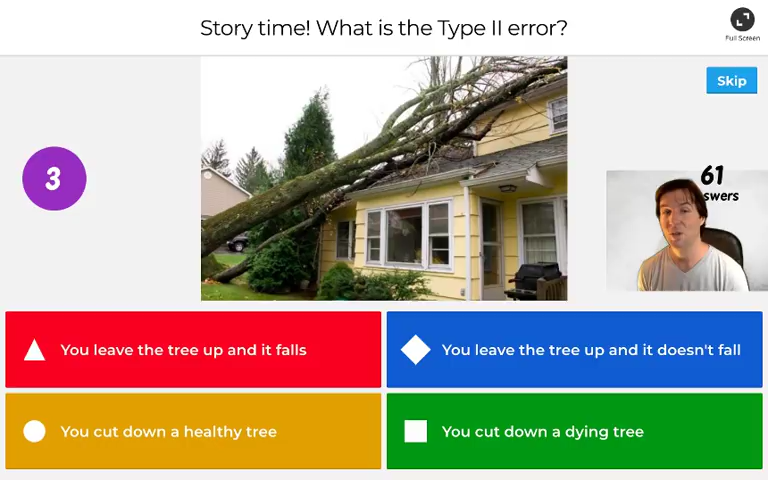 Story time! What is the Type II error?
Full Screen
Skip
3
61
swers
You leave the tree up and it falls
You leave the tree up and it doesn't fall
You cut down a healthy tree
You cut down a dying tree